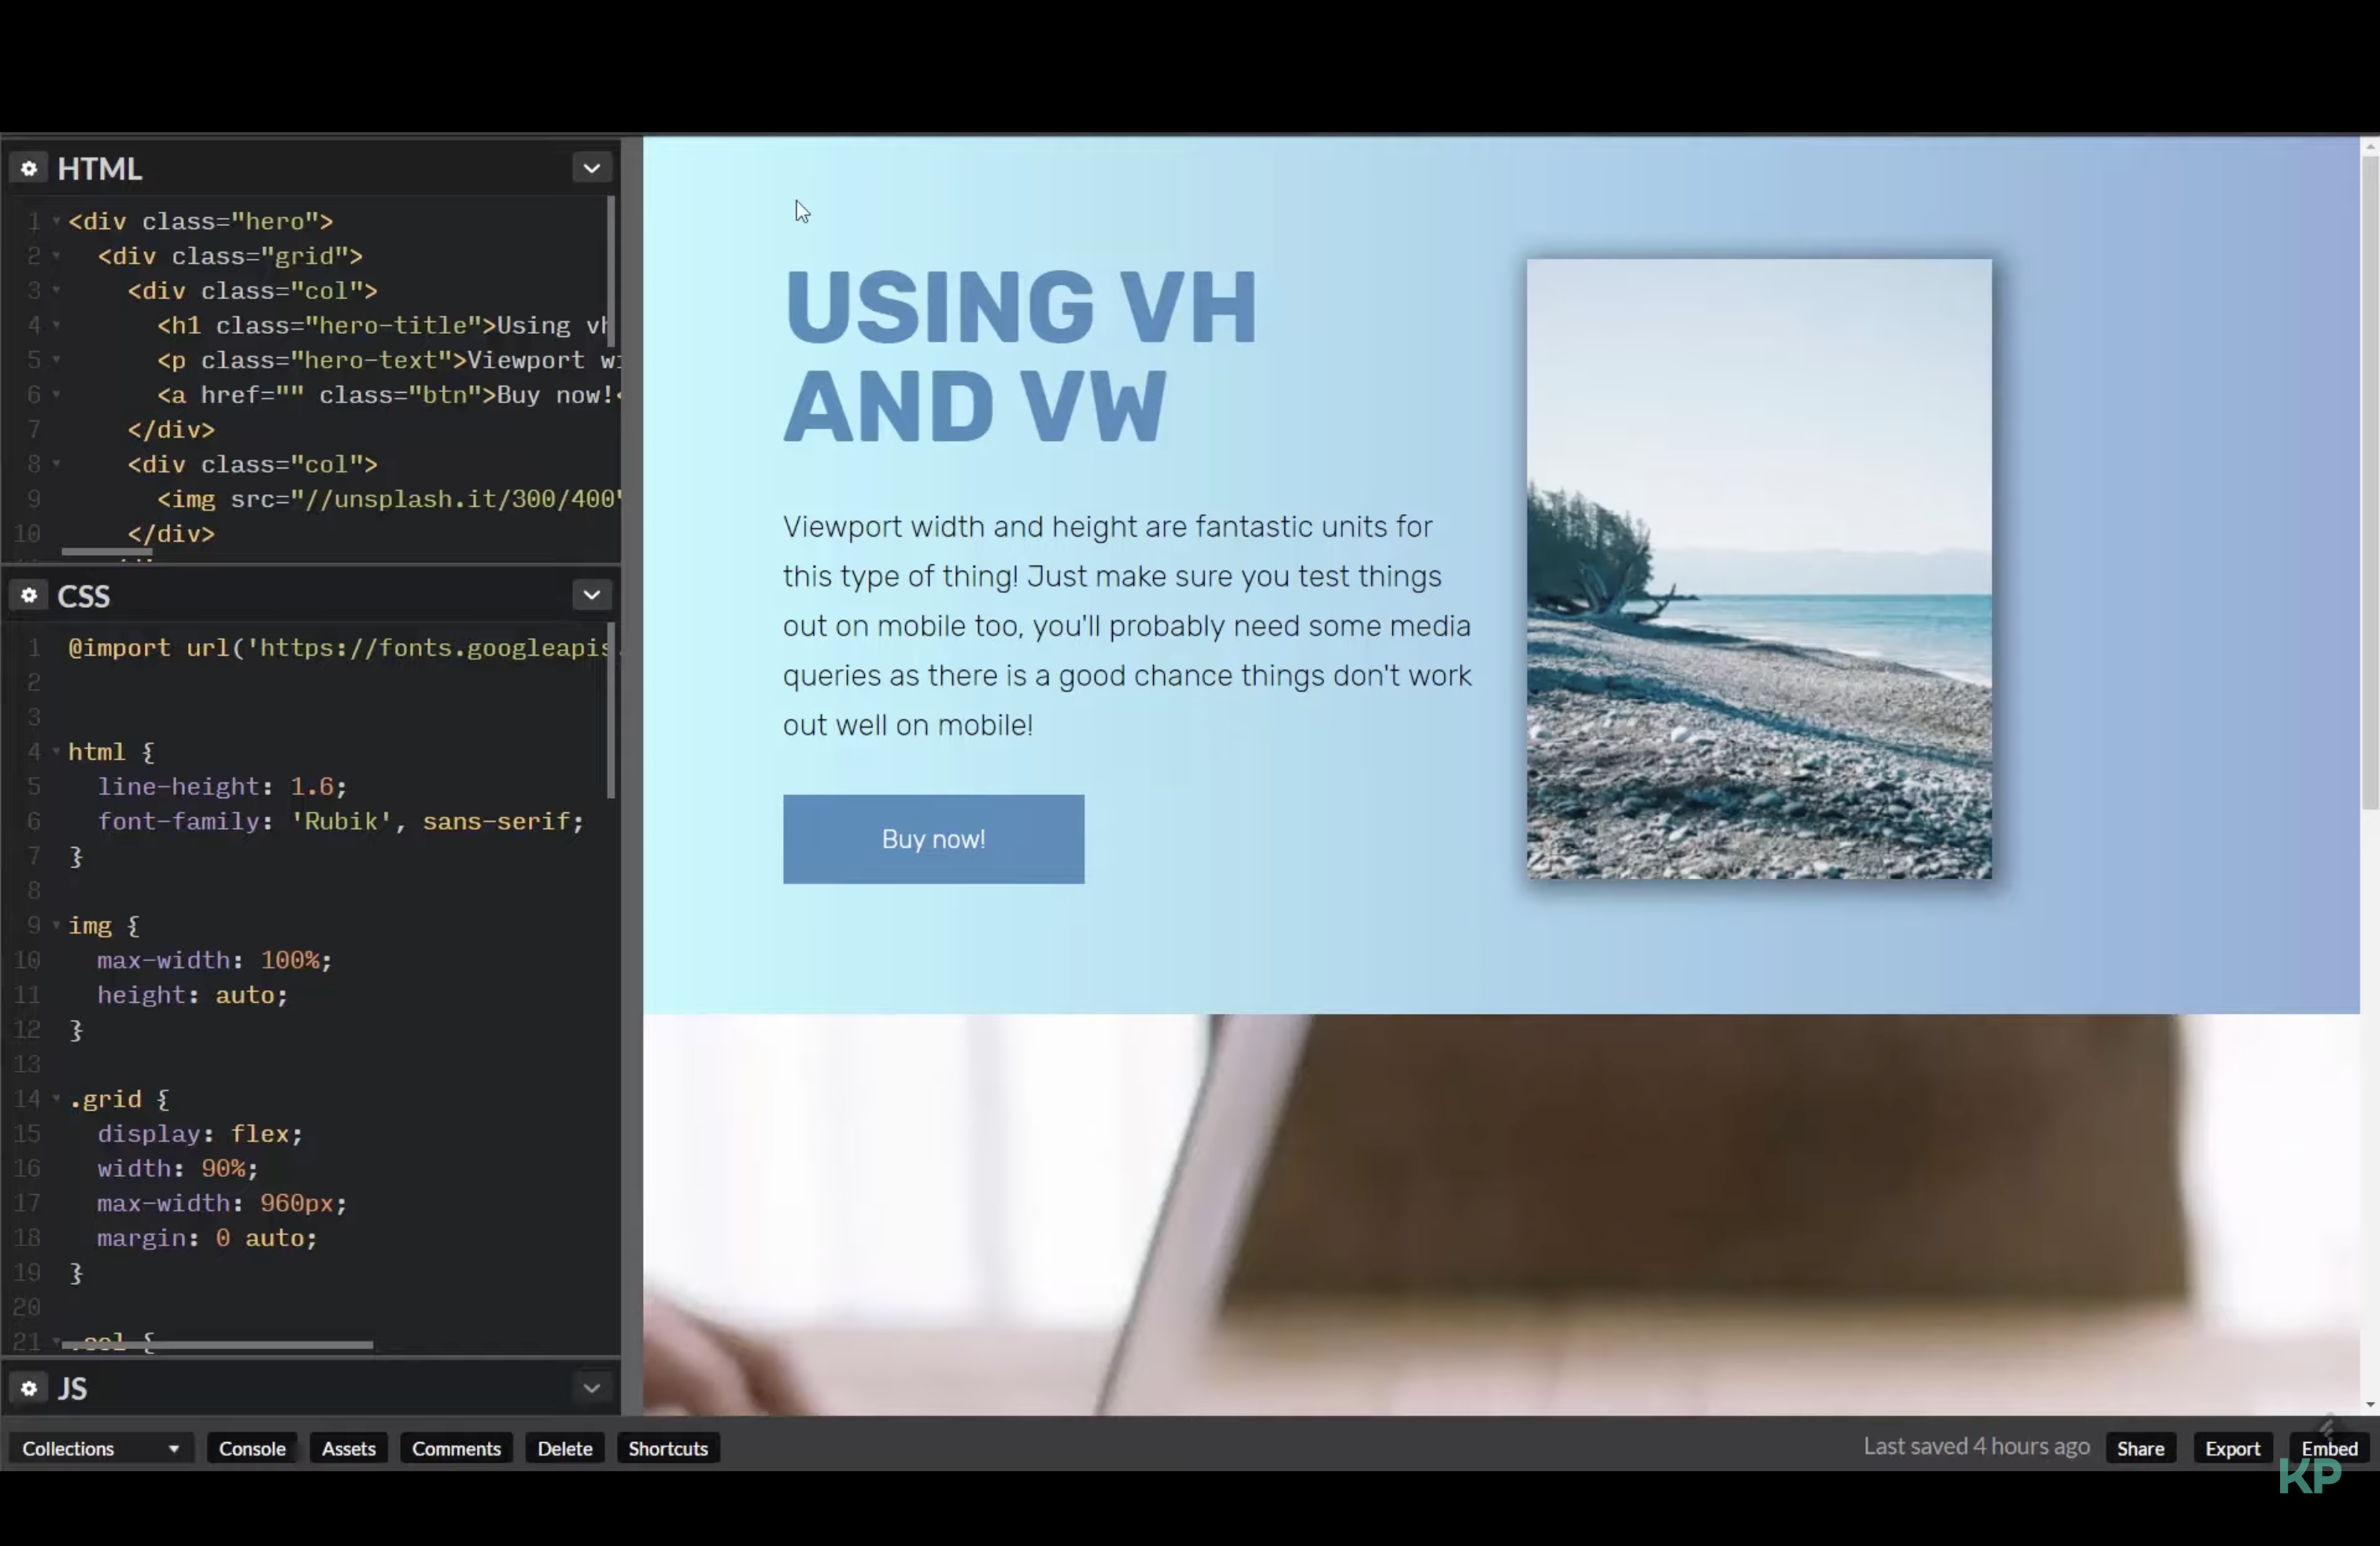 HTML
1 <div class="hero">
2 <div class="grid">
3 <div class="col">
4 <h1 class="hero-title">Using vh
5 <p class="hero-text">Viewport wi
6 <a href="" class="btn">Buy now!<
7 </div>
8 <div class="col">
9 <img src="//unsplash.it/300/400"
10 </div>
CSS
1 @import url('https://fonts.googleapis.
2
3
4 html {
5 line-height: 1.6;
6 font-family: 'Rubik', sans-serif;
7 }
8
9 img {
10 max-width: 100%;
11 height: auto;
12 }
13
14 .grid {
15 display: flex;
16 width: 90%;
17 max-width: 960px;
18 margin: 0 auto;
19 }
20
21 .col {
JS
USING VH
AND VW
Viewport width and height are fantastic units for
this type of thing! Just make sure you test things
out on mobile too, you'll probably need some media
queries as there is a good chance things don't work
out well on mobile!
Buy now!
Collections Console Assets Comments Delete Shortcuts Last saved 4 hours ago Share Export Embed
KP